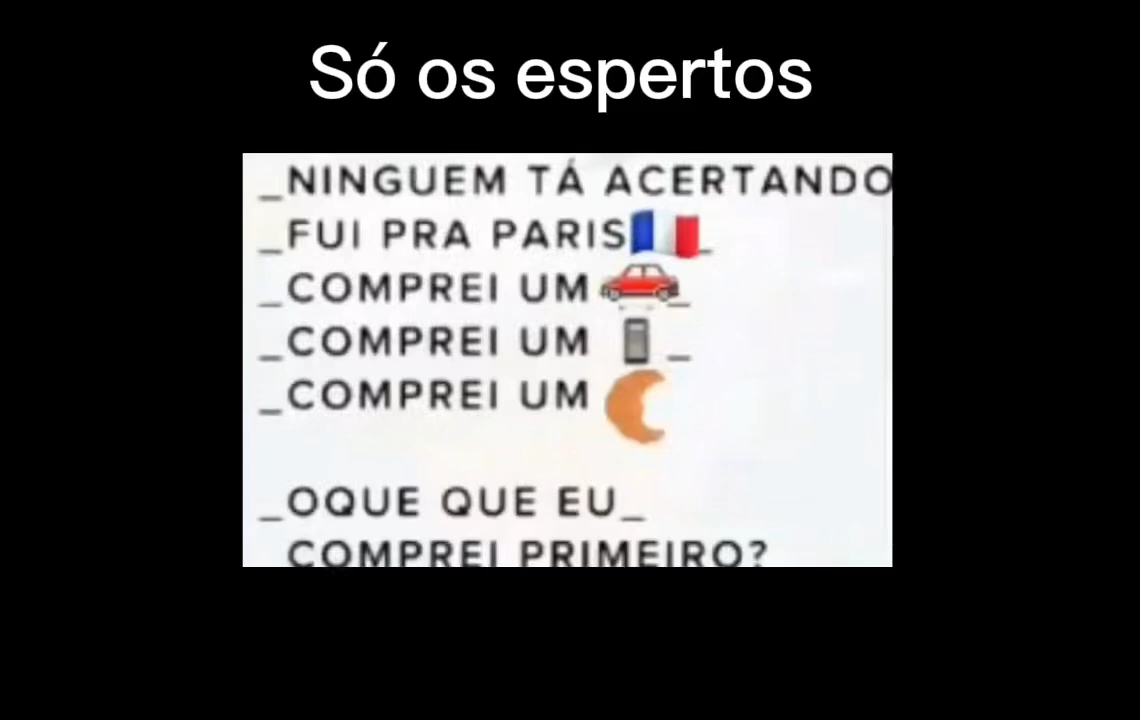 Só os espertos
_NINGUEM TÁ ACERTANDO
_FUI PRA PARIS🇫🇷_
_COMPREI UM 🚗_
_COMPREI UM 📱_
_COMPREI UM
_OQUE QUE EU_
COMPREI PRIMEIRO?